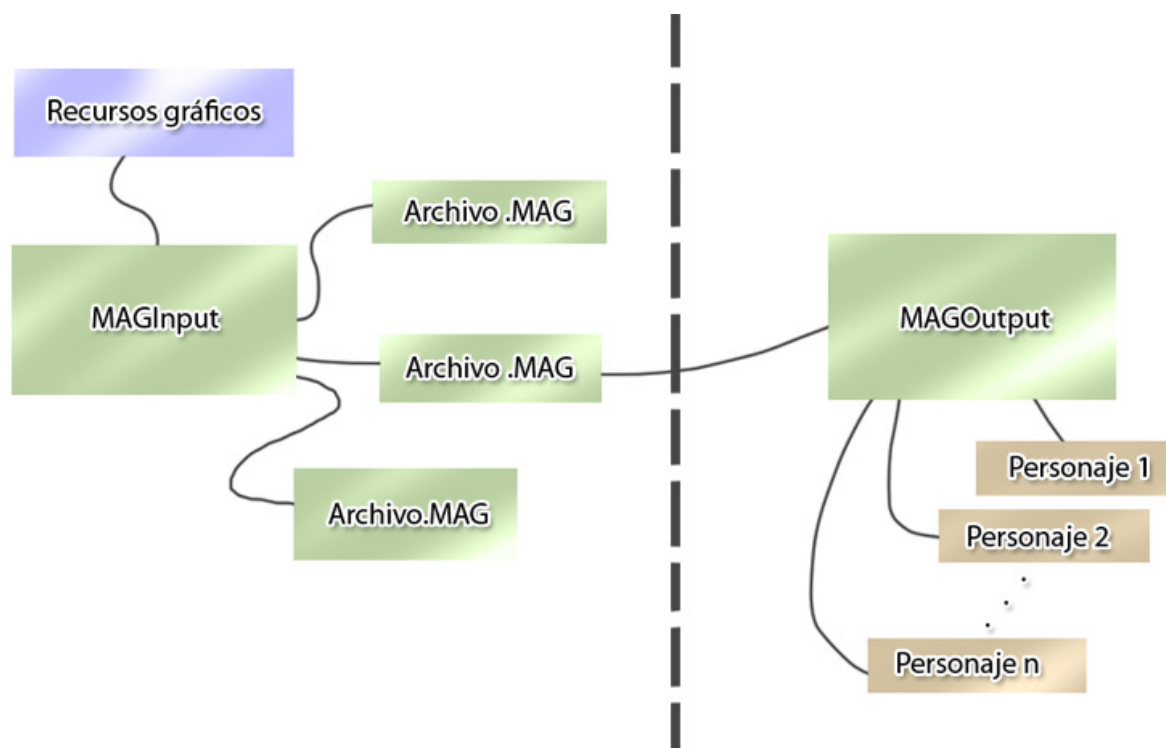 Recursos gráficos
Archivo .MAG
MAGInput
MAGOutput
Archivo .MAG
Archivo.MAG
Personaje 1
Personaje 2
Personaje n